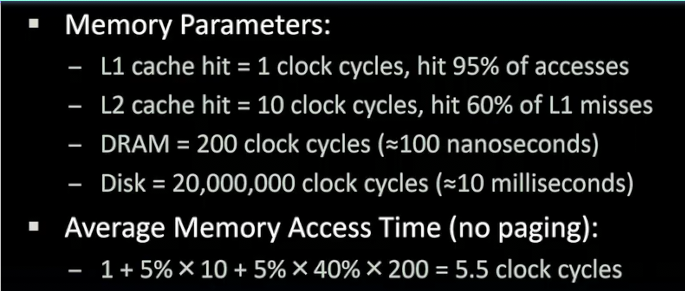 ▪ Memory Parameters:
– L1 cache hit = 1 clock cycles, hit 95% of accesses
– L2 cache hit = 10 clock cycles, hit 60% of L1 misses
– DRAM = 200 clock cycles (≈100 nanoseconds)
– Disk = 20,000,000 clock cycles (≈10 milliseconds)
▪ Average Memory Access Time (no paging):
– 1 + 5% × 10 + 5% × 40% × 200 = 5.5 clock cycles